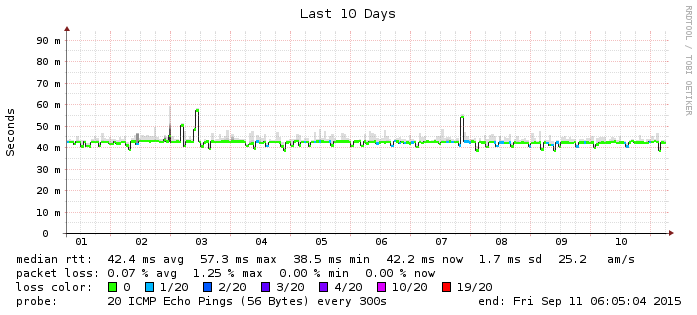 Last 10 Days
RRDTOOL / TOBI OETIKER
Seconds
90 m
80 m
70 m
60 m
50 m
40 m
30 m
20 m
10 m
0
01 02 03 04 05 06 07 08 09 10
median rtt: 42.4 ms avg 57.3 ms max 38.5 ms min 42.2 ms now 1.7 ms sd 25.2 am/s
packet loss: 0.07 % avg 1.25 % max 0.00 % min 0.00 % now
loss color: 0 1/20 2/20 3/20 4/20 10/20 19/20
probe: 20 ICMP Echo Pings (56 Bytes) every 300s end: Fri Sep 11 06:05:04 2015